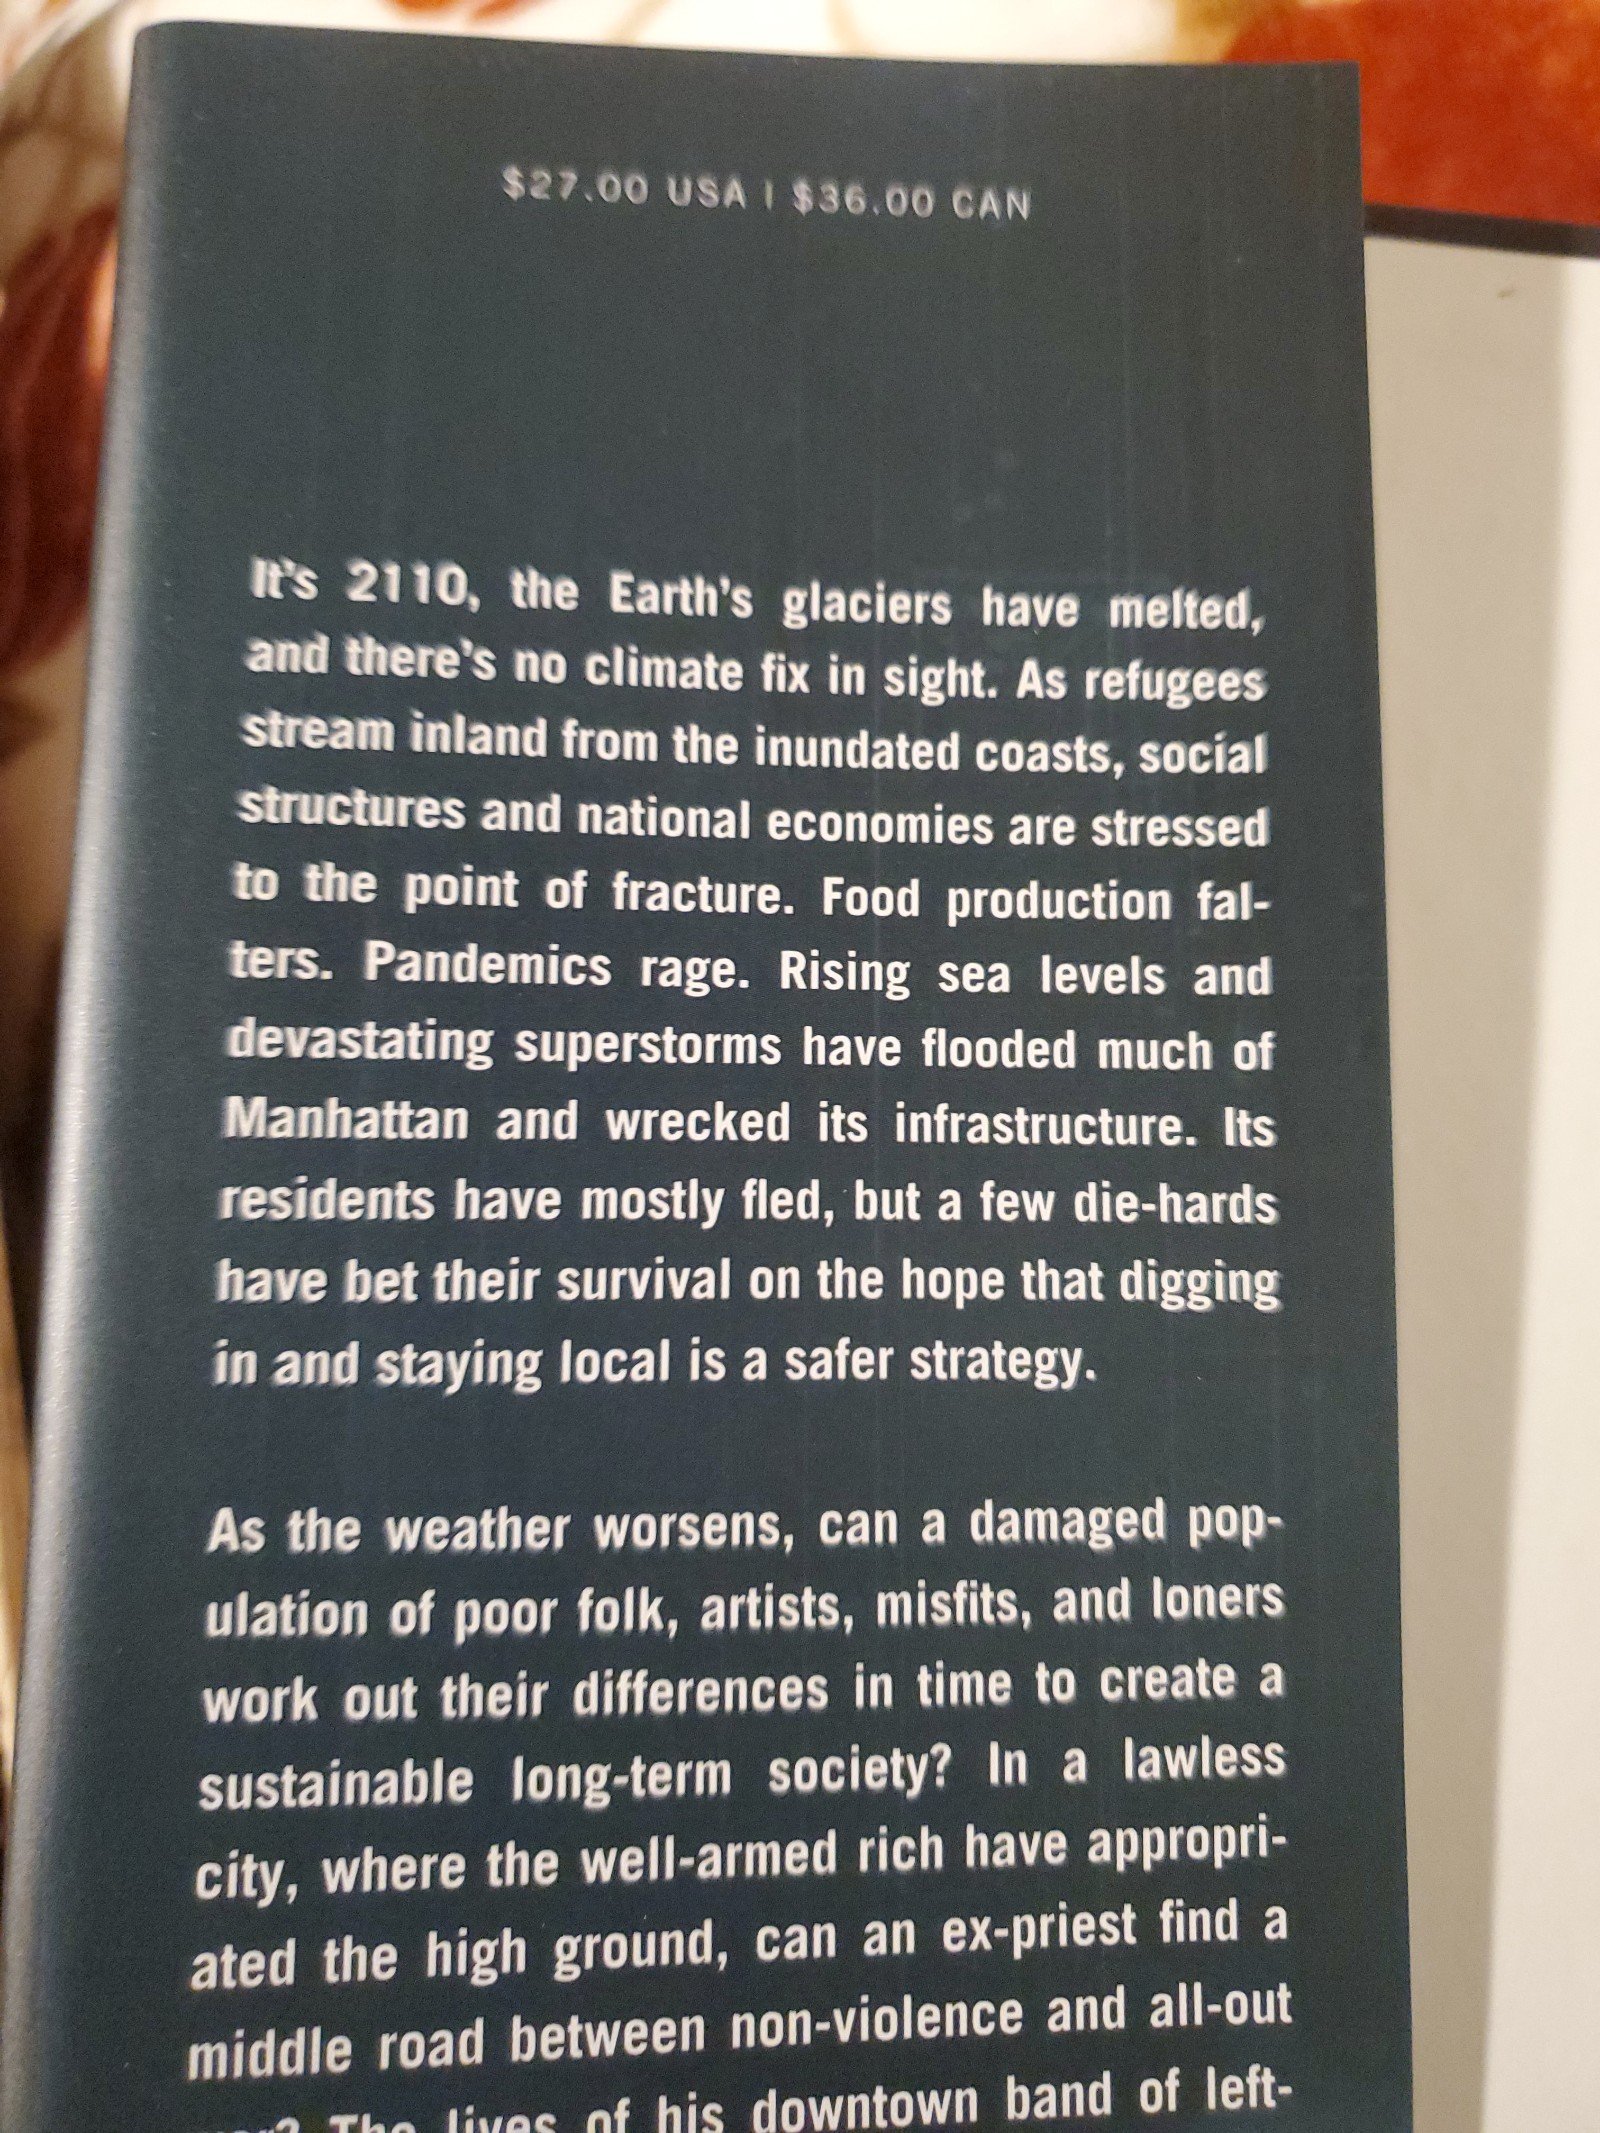 $27.00 USA | $36.00 CAN
It's 2110, the Earth's glaciers have melted,
and there's no climate fix in sight. As refugees
stream inland from the inundated coasts, social
structures and national economies are stressed
to the point of fracture. Food production fal-
ters. Pandemics rage. Rising sea levels and
devastating superstorms have flooded much of
Manhattan and wrecked its infrastructure. Its
residents have mostly fled, but a few die-hards
have bet their survival on the hope that digging
in and staying local is a safer strategy.
As the weather worsens, can a damaged pop-
ulation of poor folk, artists, misfits, and loners
work out their differences in time to create a
sustainable long-term society? In a lawless
city, where the well-armed rich have appropri-
ated the high ground, can an ex-priest find a
middle road between non-violence and all-out
The lives of his downtown band of left-